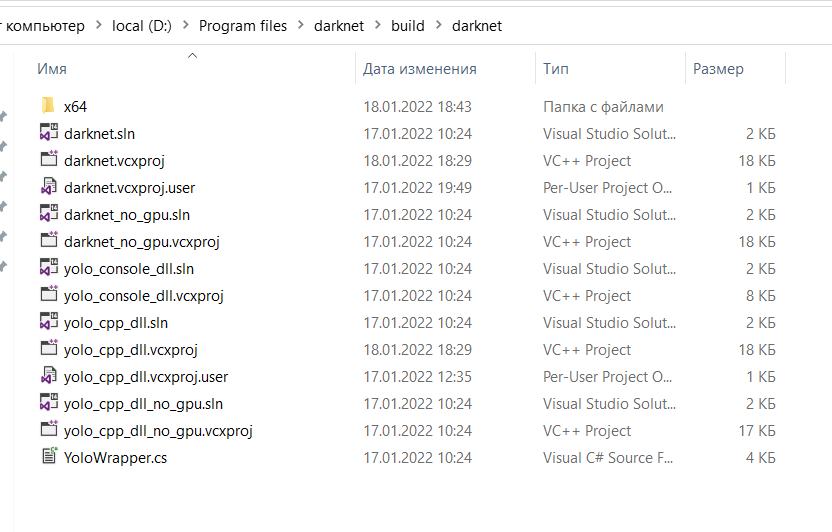 т компьютер > local (D:) > Program files > darknet > build > darknet
Имя Дата изменения Тип Размер
x64 18.01.2022 18:43 Папка с файлами
darknet.sln 17.01.2022 10:24 Visual Studio Solut... 2 КБ
darknet.vcxproj 18.01.2022 18:29 VC++ Project 18 КБ
darknet.vcxproj.user 17.01.2022 19:49 Per-User Project O... 1 КБ
darknet_no_gpu.sln 17.01.2022 10:24 Visual Studio Solut... 2 КБ
darknet_no_gpu.vcxproj 17.01.2022 10:24 VC++ Project 18 КБ
yolo_console_dll.sln 17.01.2022 10:24 Visual Studio Solut... 2 КБ
yolo_console_dll.vcxproj 17.01.2022 10:24 VC++ Project 8 КБ
yolo_cpp_dll.sln 17.01.2022 10:24 Visual Studio Solut... 2 КБ
yolo_cpp_dll.vcxproj 18.01.2022 18:29 VC++ Project 18 КБ
yolo_cpp_dll.vcxproj.user 17.01.2022 12:35 Per-User Project O... 1 КБ
yolo_cpp_dll_no_gpu.sln 17.01.2022 10:24 Visual Studio Solut... 2 КБ
yolo_cpp_dll_no_gpu.vcxproj 17.01.2022 10:24 VC++ Project 17 КБ
YoloWrapper.cs 17.01.2022 10:24 Visual C# Source F... 4 КБ